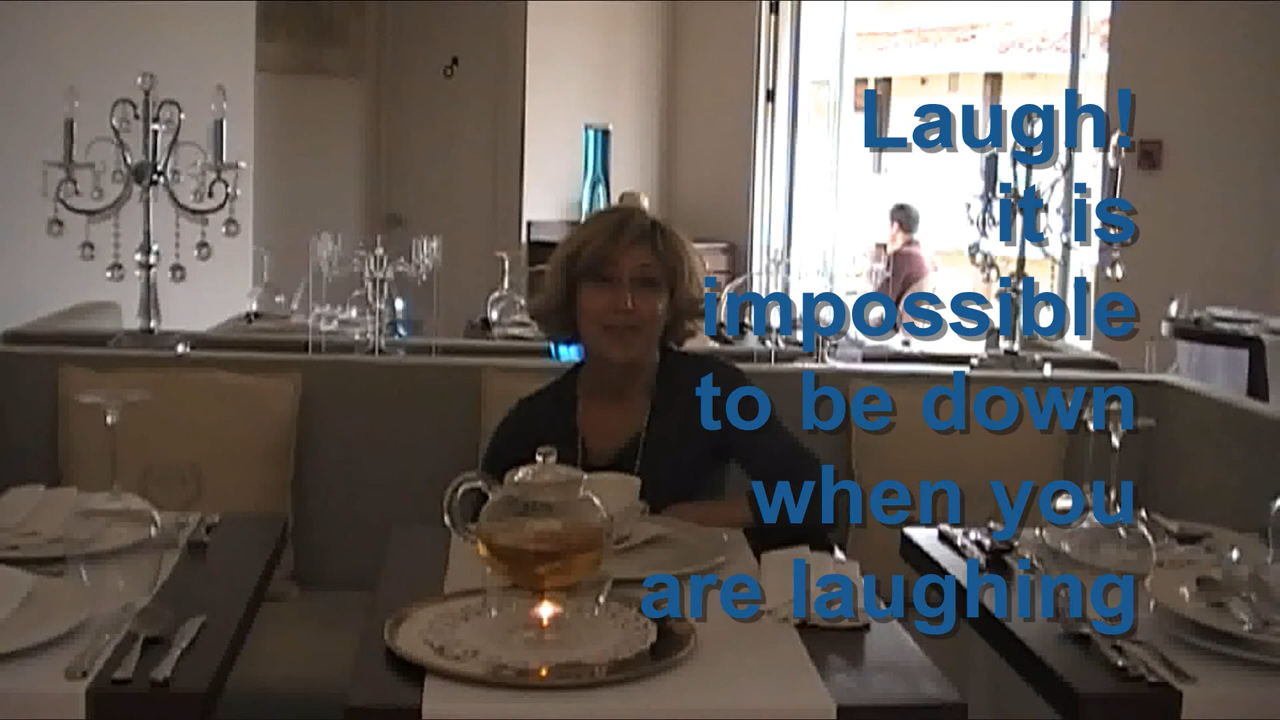 Laugh!
it is
impossible
to be down
when you
are laughing